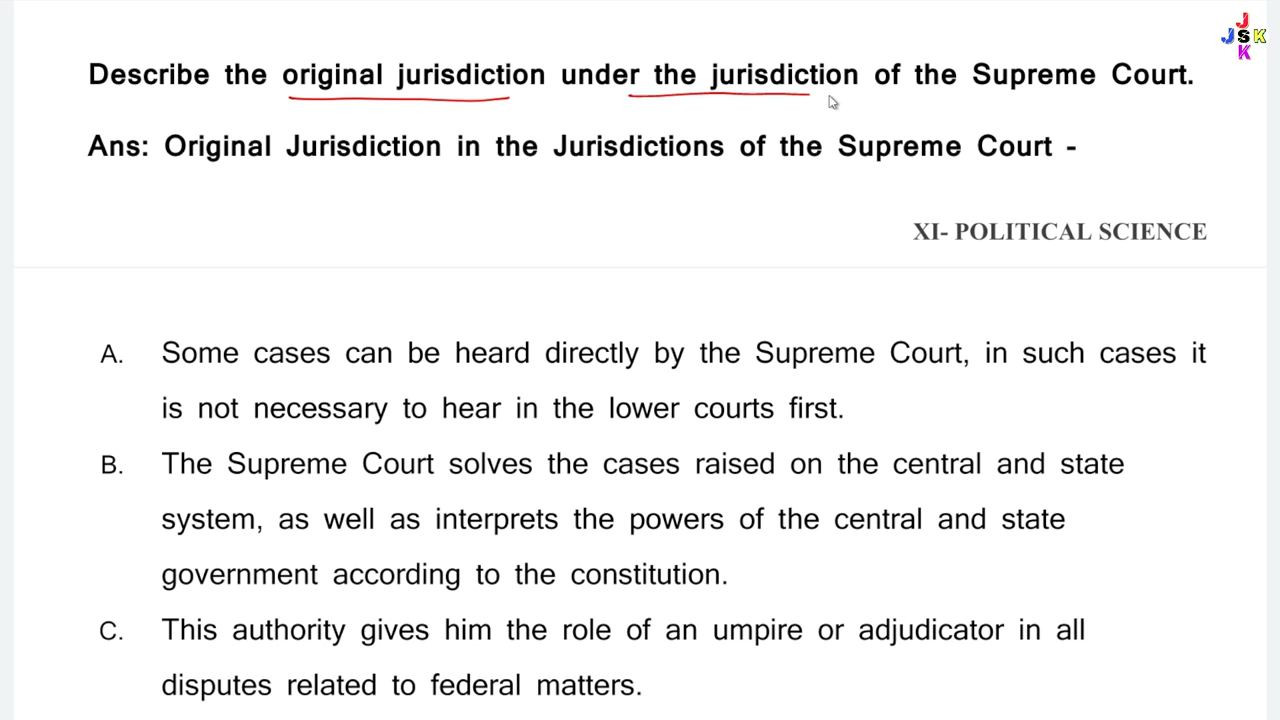 J
J S K
K
Describe the original jurisdiction under the jurisdiction of the Supreme Court.
Ans: Original Jurisdiction in the Jurisdictions of the Supreme Court -
XI- POLITICAL SCIENCE
A. Some cases can be heard directly by the Supreme Court, in such cases it
is not necessary to hear in the lower courts first.
B. The Supreme Court solves the cases raised on the central and state
system, as well as interprets the powers of the central and state
government according to the constitution.
C. This authority gives him the role of an umpire or adjudicator in all
disputes related to federal matters.